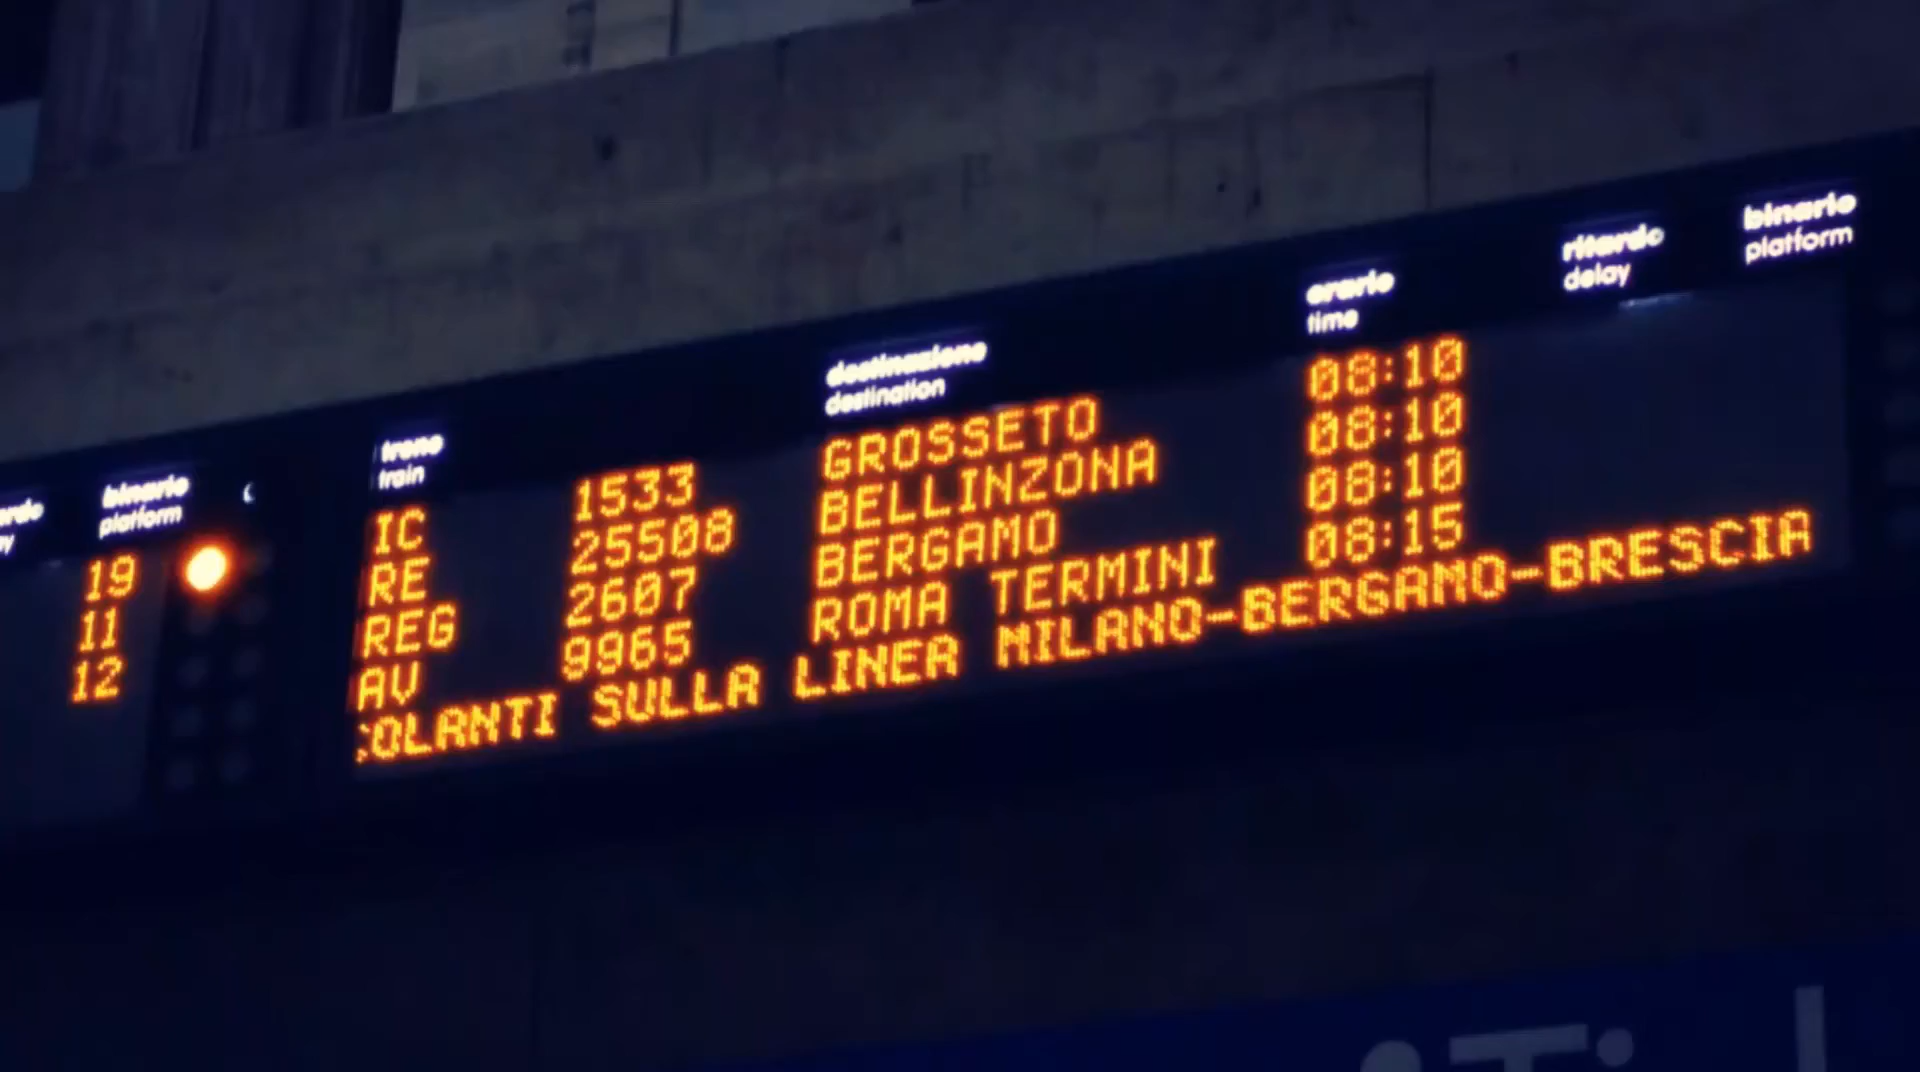 binario
platform
19
11
12
treno
train
destinazione
destination
orario
time
ritardo
delay
binario
platform
IC 1533 GROSSETO 08:10
RE 25508 BELLINZONA 08:10
REG 2607 BERGAMO 08:10
AV 9965 ROMA TERMINI 08:15
SULLA LINEA MILANO-BERGAMO-BRESCIA